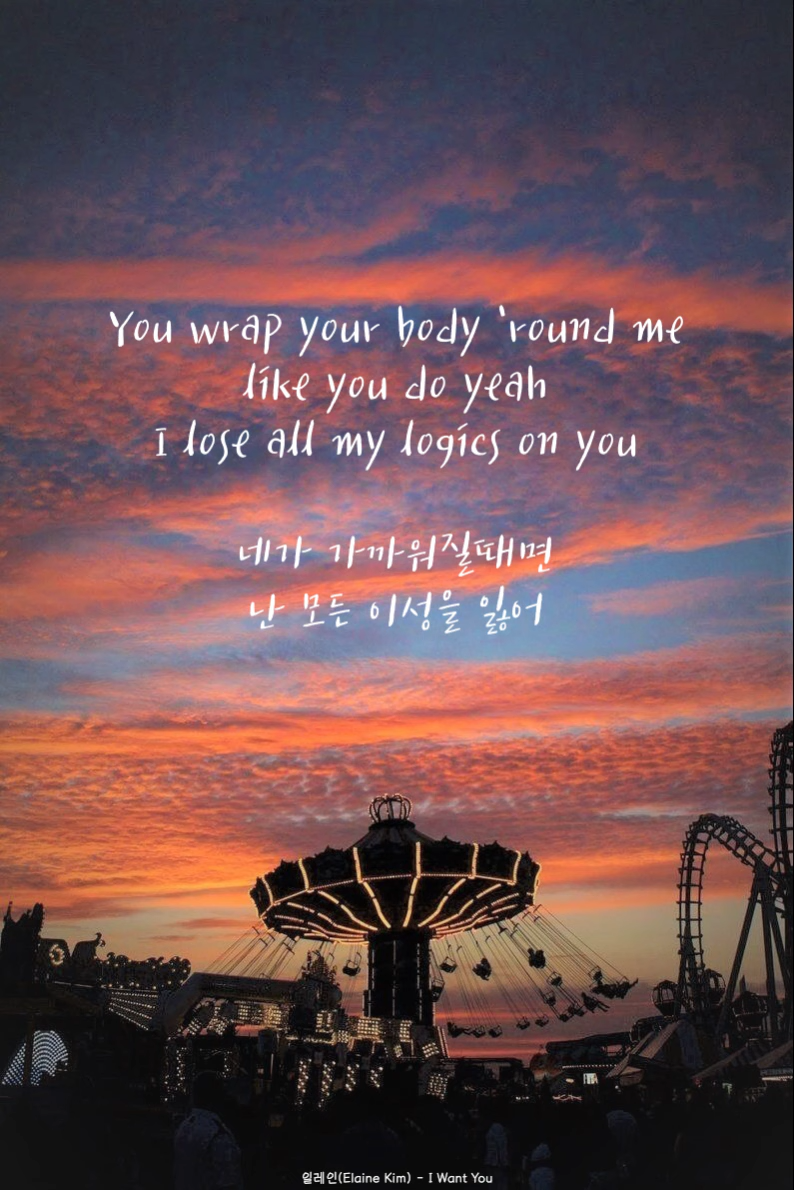 You wrap your body 'round me
like you do yeah
I lose all my logics on you
네가 가까워질때면
난 모든 이성을 잃어
일레인(Elaine Kim) - I Want You